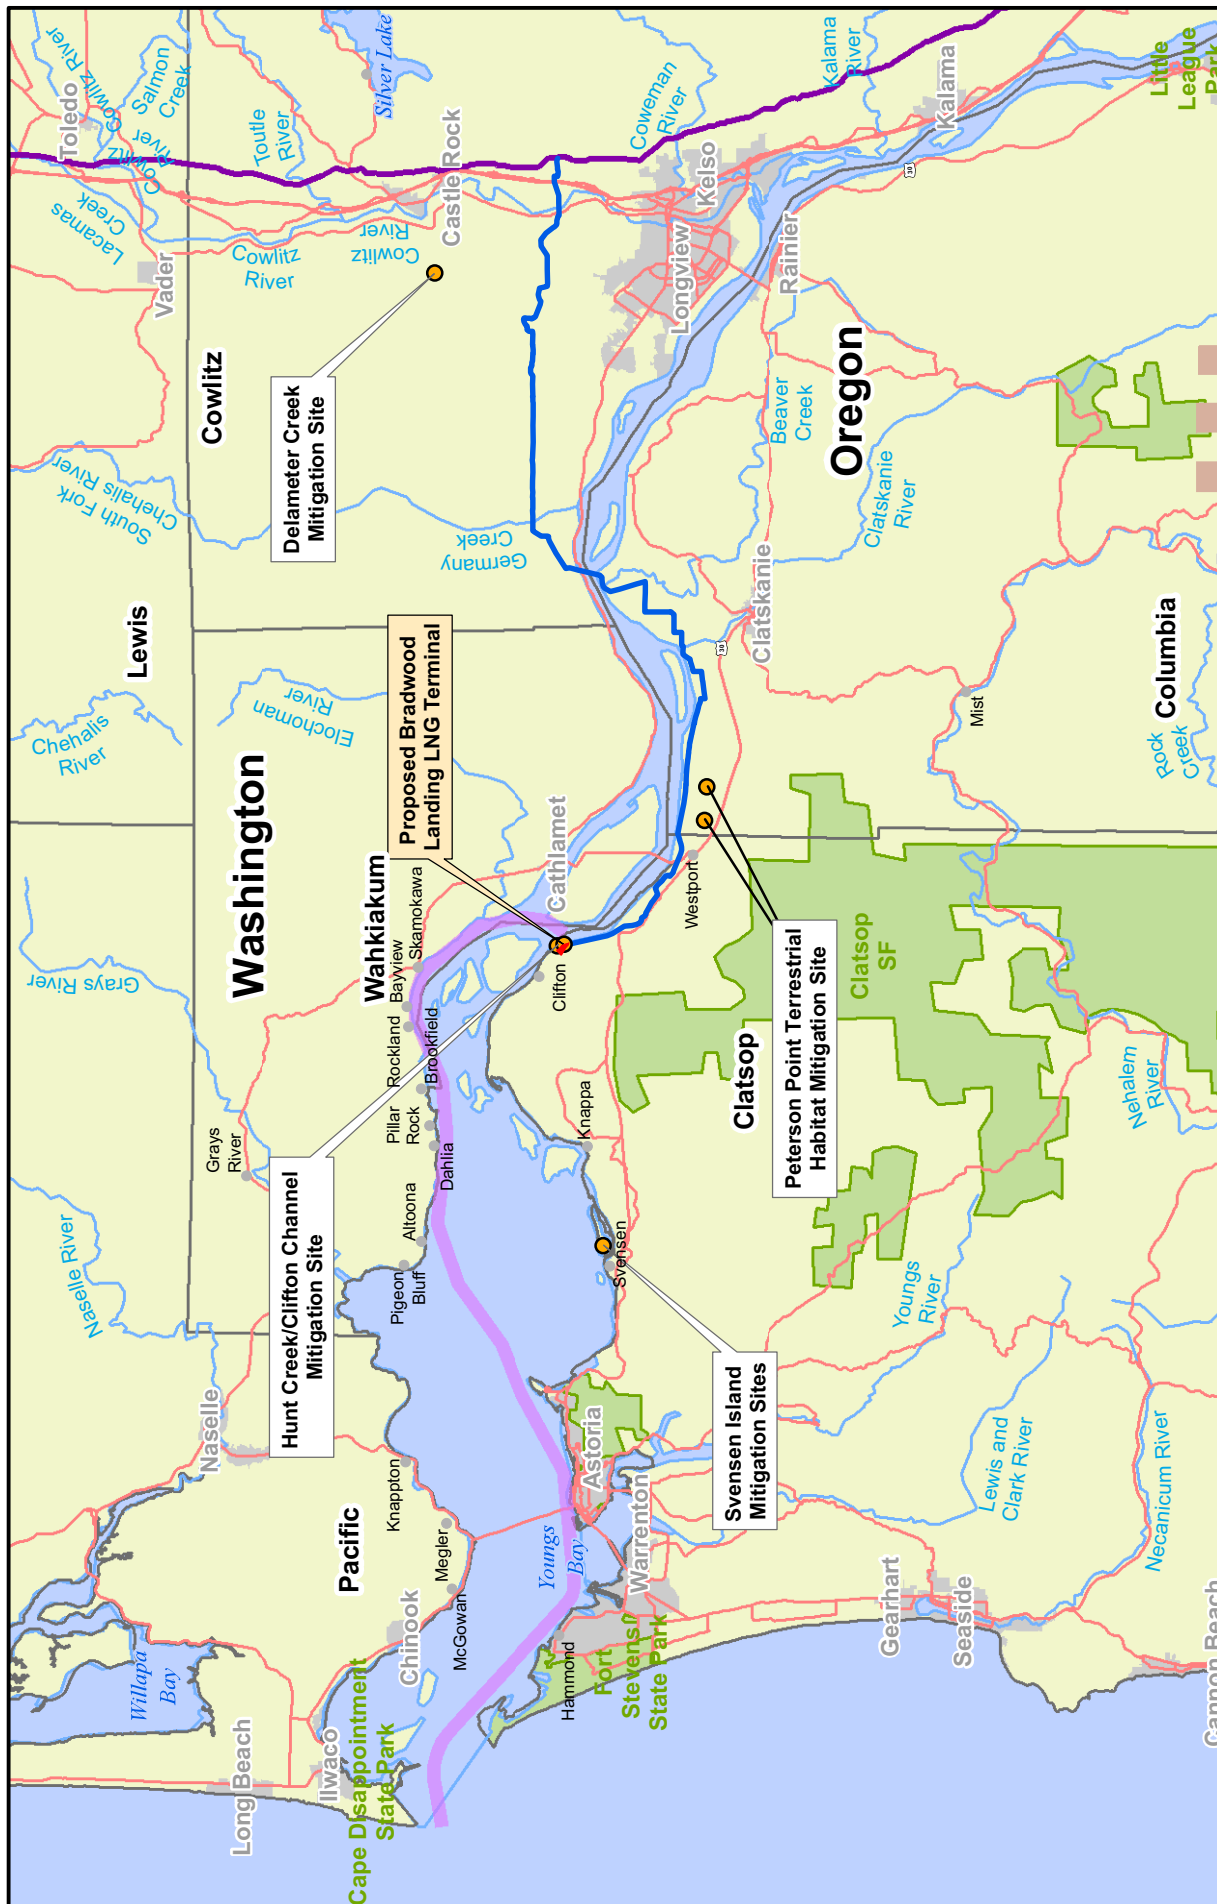 Willapa
Bay
Long Beach
Ilwaco
Cape Disappointment
State Park
Chinook
McGowan
Megler
Knappton
Pacific
Naselle
Naselle River
Grays River
Grays
River
Pigeon
Bluff
Altoona
Dahlia
Pillar
Rock
Brookfield
Rockland
Bayview
Skamokawa
Wahkiakum
Washington
Cathlamet
Hunt Creek/Clifton Channel
Mitigation Site
Proposed Bradwood
Landing LNG Terminal
Chehalis
River
Lewis
Elochoman
River
South Fork
Chehalis River
Cowlitz
Delameter Creek
Mitigation Site
Germany
Creek
Vader
Lacamas
Creek
Cowlitz
River
Cowlitz
River
Cowlitz
River
Toledo
Cowlitz River
Salmon
Creek
Toutle
River
Silver Lake
Castle Rock
Coweman
River
Kelso
Longview
Kalama
River
Kalama
Rainier
30
Little
League
Park
Oregon
Beaver
Creek
Clatskanie
River
Clatskanie
30
Columbia
Rock
Creek
Mist
Westport
Clifton
Clatsop
SF
Clatsop
Peterson Point Terrestrial
Habitat Mitigation Site
Nehalem
River
Knappa
Svensen
Svensen Island
Mitigation Sites
Youngs
River
Lewis and
Clark River
Necanicum River
Astoria
Youngs
Bay
Warrenton
Hammond
Fort
Stevens
State Park
Gearhart
Seaside
Cannon Beach